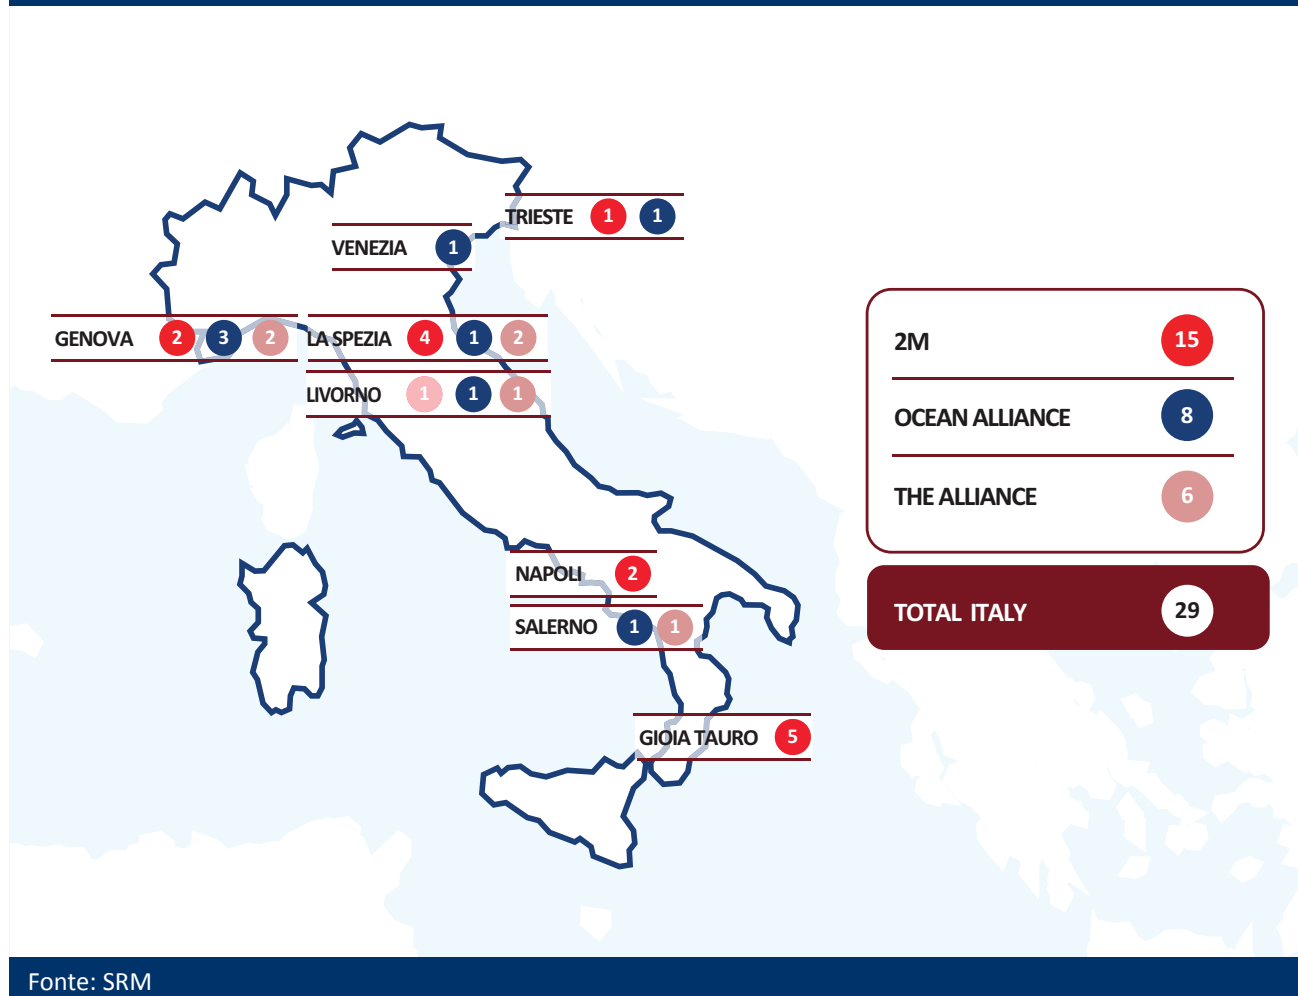 TRIESTE 1 1
VENEZIA 1
GENOVA 2 3 2
LA SPEZIA 4 1 2
LIVORNO 1 1 1
NAPOLI 2
SALERNO 1 1
GIOIA TAURO 5
2M 15
OCEAN ALLIANCE 8
THE ALLIANCE 6
TOTAL ITALY 29
Fonte: SRM